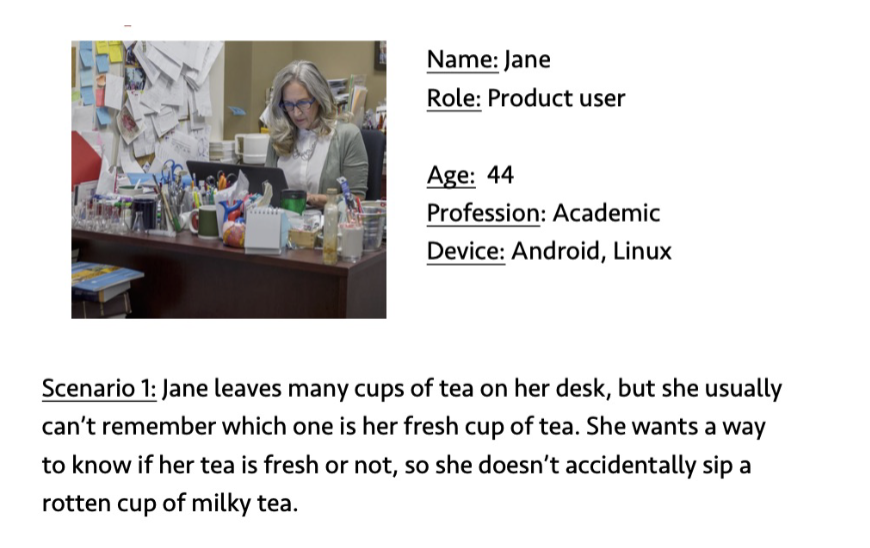 Name: Jane
Role: Product user
Age: 44
Profession: Academic
Device: Android, Linux
Scenario 1: Jane leaves many cups of tea on her desk, but she usually
can’t remember which one is her fresh cup of tea. She wants a way
to know if her tea is fresh or not, so she doesn’t accidentally sip a
rotten cup of milky tea.